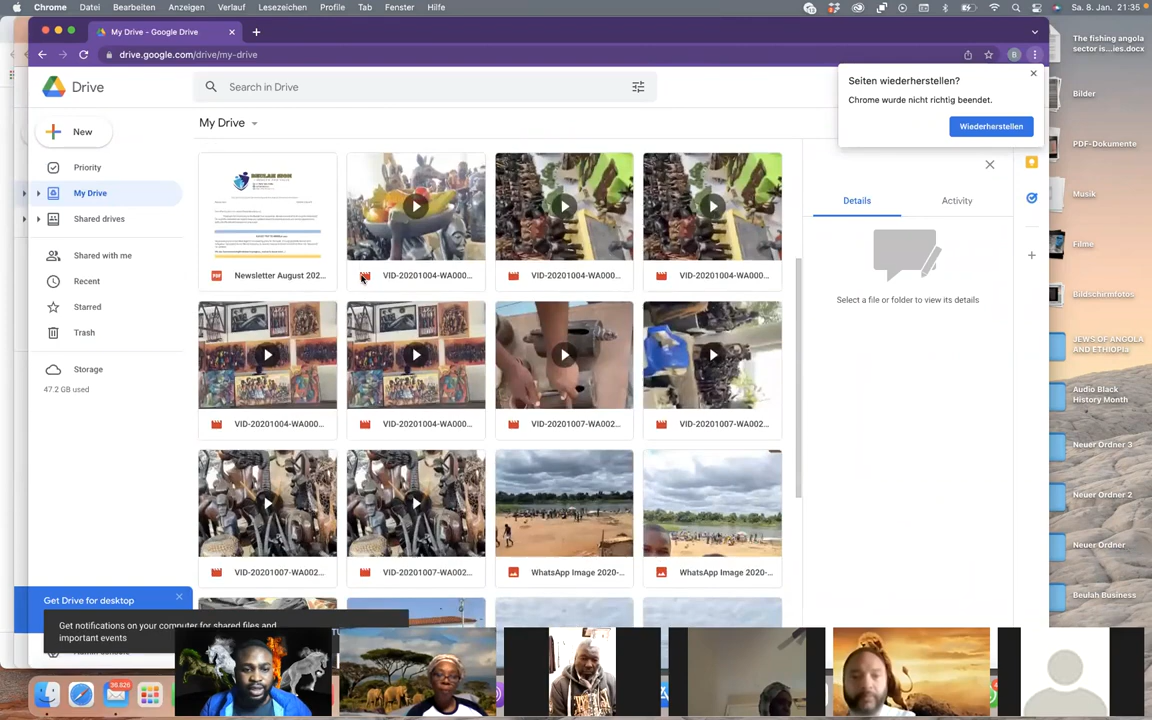 Chrome Datei Bearbeiten Anzeigen Verlauf Lesezeichen Profile Tab Fenster Hilfe
Sa. 8. Jan. 21:35
My Drive - Google Drive
drive.google.com/drive/my-drive
B
Drive
Search in Drive
Seiten wiederherstellen?
Chrome wurde nicht richtig beendet.
Wiederherstellen
New
My Drive
Priority
My Drive
Shared drives
Shared with me
Recent
Starred
Trash
Storage
47.2 GB used
Newsletter August 202...
VID-20201004-WA000...
VID-20201004-WA000...
VID-20201004-WA000...
VID-20201004-WA000...
VID-20201004-WA000...
VID-20201007-WA002...
VID-20201007-WA002...
VID-20201007-WA002...
VID-20201007-WA002...
WhatsApp Image 2020-...
WhatsApp Image 2020-...
Details
Activity
Select a file or folder to view its details
Get Drive for desktop
Get notifications on your computer for shared files and
important events
The fishing angola
sector is...ies.docx
Bilder
PDF-Dokumente
Musik
Filme
Bildschirmfotos
JEWS OF ANGOLA
AND ETHIOPIA
Audio Black
History Month
Neuer Ordner 3
Neuer Ordner 2
Neuer Ordner
Beulah Business
36.826